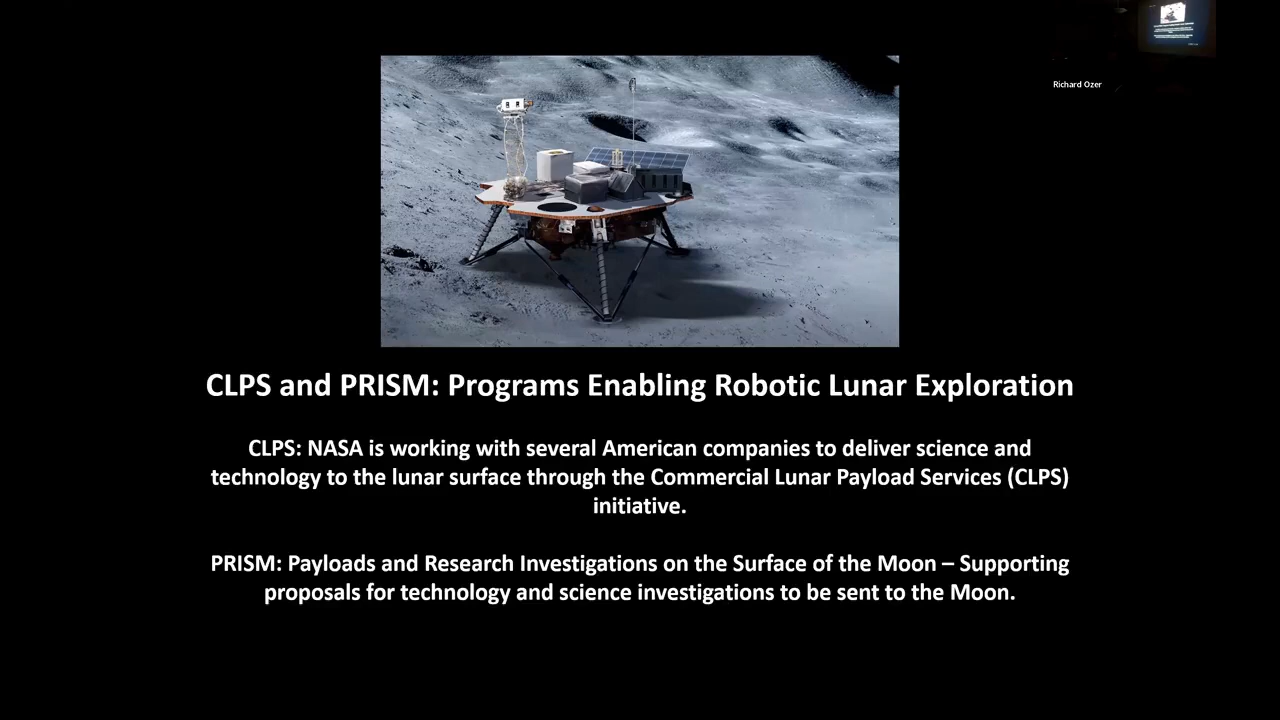 Richard Ozer
CLPS and PRISM: Programs Enabling Robotic Lunar Exploration
CLPS: NASA is working with several American companies to deliver science and
technology to the lunar surface through the Commercial Lunar Payload Services (CLPS)
initiative.
PRISM: Payloads and Research Investigations on the Surface of the Moon – Supporting
proposals for technology and science investigations to be sent to the Moon.